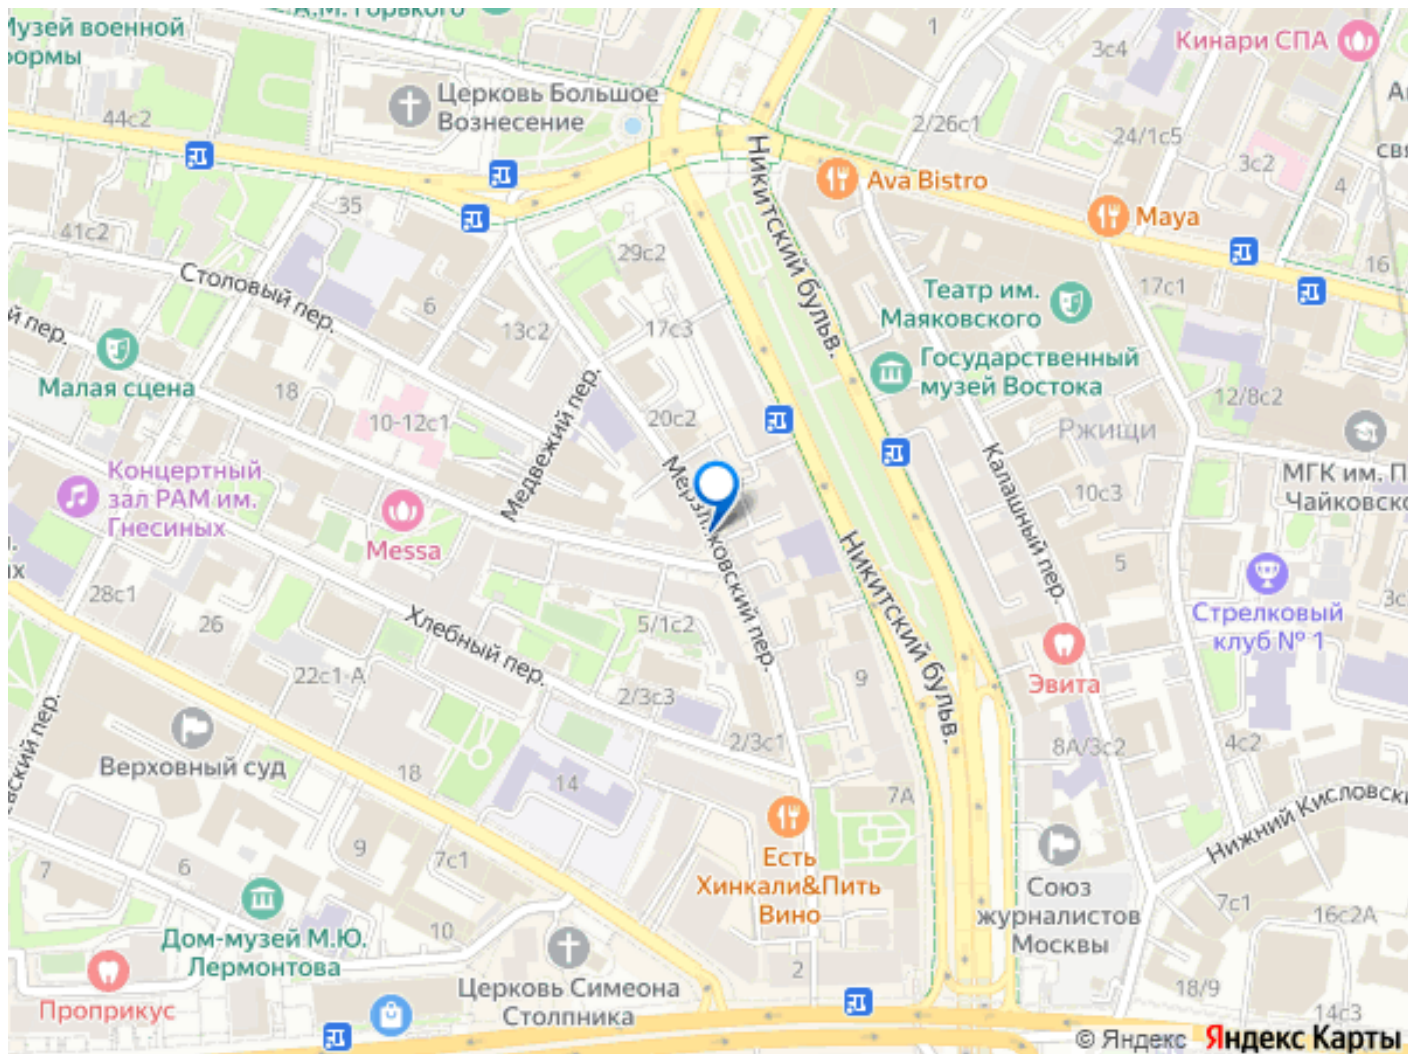 А.М. Горького
Музей военной
формы
Церковь Большое
Вознесение
44с2
1
3с4
Кинари СПА
2/26с1
24/1с5
3с2
4
16
Ava Bistro
Maya
Никитский бульв.
35
41с2
Столовый пер.
6
29с2
13с2
17с3
17с1
Театр им.
Маяковского
Государственный
музей Востока
Малая сцена
18
10-12с1
Медвежий пер.
20с2
12/8с2
Ржищи
Калашный пер.
10с3
МГК им. П
Чайковско
Концертный
зал РАМ им.
Гнесиных
Messa
Мерзляковский пер.
Никитский бульв.
5
Стрелковый
клуб № 1
28с1
26
Хлебный пер.
5/1с2
22с1-А
2/3с3
9
Эвита
2/3с1
8А/3с2
4с2
Верховный суд
18
14
7А
Нижний Кисловски
9
7с1
7
6
Есть
Хинкали&Пить
Вино
Союз
журналистов
Москвы
7с1
16с2А
Дом-музей М.Ю.
Лермонтова
10
Проприкус
Церковь Симеона
Столпника
2
18/9
14с3
© Яндекс Яндекс Карты